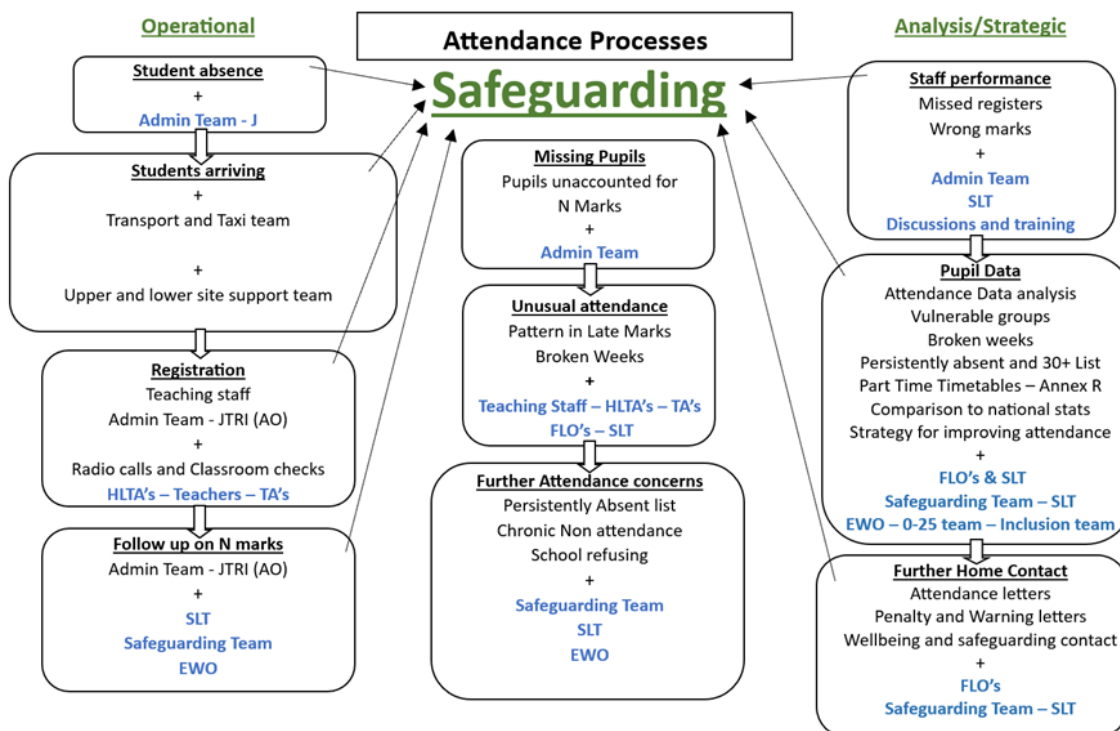 Attendance Processes
Safeguarding
Operational
Student absence
+
Admin Team - J
Students arriving
+
Transport and Taxi team
+
Upper and lower site support team
Registration
Teaching staff
Admin Team - JTRI (AO)
+
Radio calls and Classroom checks
HLTA's – Teachers – TA's
Follow up on N marks
Admin Team - JTRI (AO)
+
SLT
Safeguarding Team
EWO
Missing Pupils
Pupils unaccounted for
N Marks
+
Admin Team
Unusual attendance
Pattern in Late Marks
Broken Weeks
+
Teaching Staff – HLTA's – TA's
FLO's – SLT
Further Attendance concerns
Persistently Absent list
Chronic Non attendance
School refusing
+
Safeguarding Team
SLT
EWO
Analysis/Strategic
Staff performance
Missed registers
Wrong marks
+
Admin Team
SLT
Discussions and training
Pupil Data
Attendance Data analysis
Vulnerable groups
Broken weeks
Persistently absent and 30+ List
Part Time Timetables – Annex R
Comparison to national stats
Strategy for improving attendance
+
FLO's & SLT
Safeguarding Team – SLT
EWO – 0-25 team – Inclusion team
Further Home Contact
Attendance letters
Penalty and Warning letters
Wellbeing and safeguarding contact
+
FLO's
Safeguarding Team – SLT